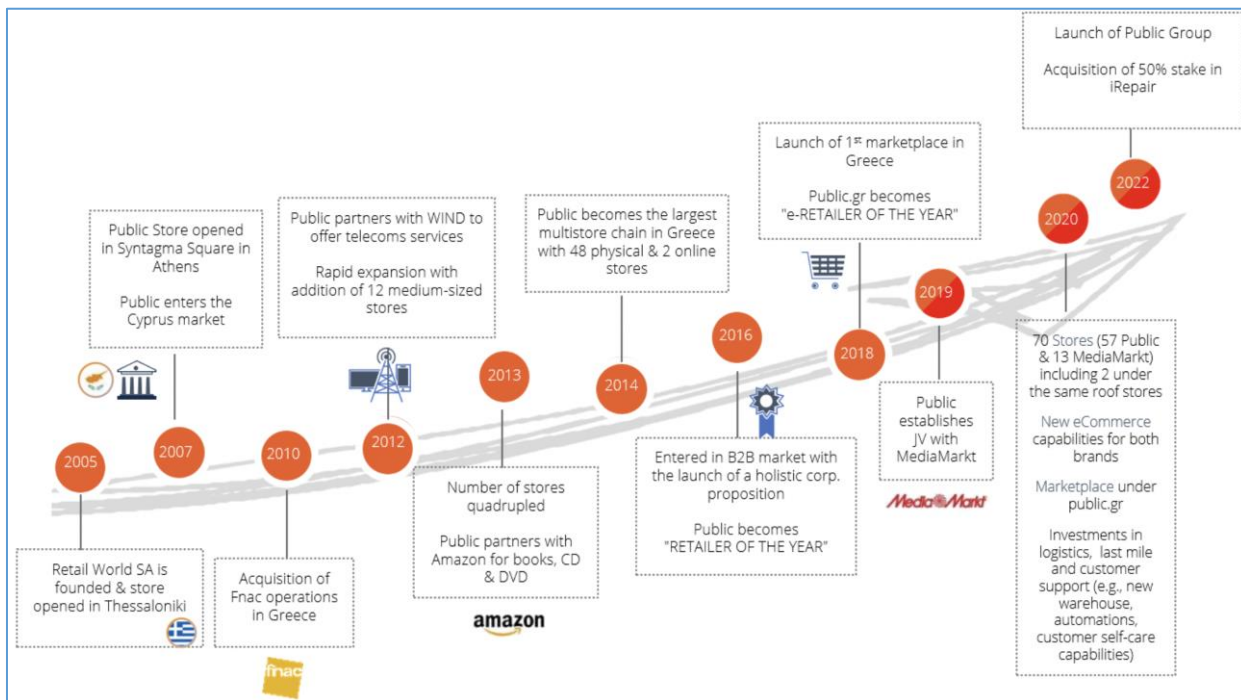 2005
Retail World SA is
founded & store
opened in Thessaloniki
Public Store opened
in Syntagma Square in
Athens
Public enters the
Cyprus market
2007
2010
Acquisition of
Fnac operations
in Greece
fnac
Public partners with WIND to
offer telecoms services
Rapid expansion with
addition of 12 medium-sized
stores
2012
2013
Number of stores
quadrupled
Public partners with
Amazon for books, CD
& DVD
amazon
Public becomes the largest
multistore chain in Greece
with 48 physical & 2 online
stores
2014
2016
Entered in B2B market with
the launch of a holistic corp.
proposition
Public becomes
"RETAILER OF THE YEAR"
Launch of 1st marketplace in
Greece
Public.gr becomes
"e-RETAILER OF THE YEAR"
2018
2019
Public
establishes
JV with
MediaMarkt
Media Markt
2020
70 Stores (57 Public
& 13 MediaMarkt)
including 2 under
the same roof stores
New eCommerce
capabilities for both
brands
Marketplace under
public.gr
Investments in
logistics, last mile
and customer
support (e.g., new
warehouse,
automations,
customer self-care
capabilities)
Launch of Public Group
Acquisition of 50% stake in
iRepair
2022